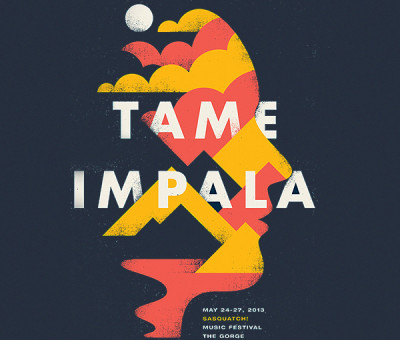 TAME
IMPALA
MAY 24-27, 2013
SASQUATCH!
MUSIC FESTIVAL
THE GORGE